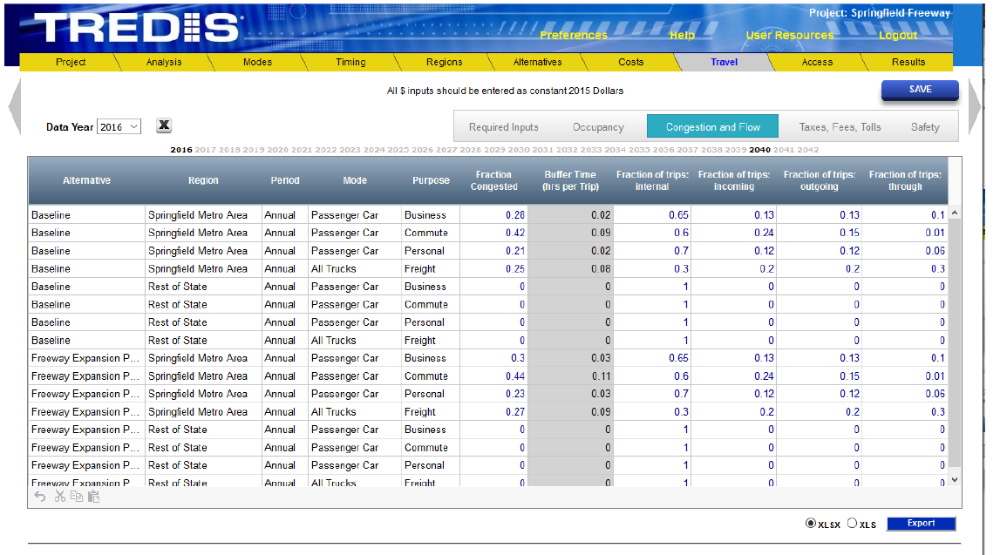 TREDIS
Project: Springfield Freeway
Preferences Help User Resources Logout
Project Analysis Modes Timing Regions Alternatives Costs Travel Access Results
All $ inputs should be entered as constant 2015 Dollars
SAVE
Data Year 2016 X
Required Inputs Occupancy Congestion and Flow Taxes, Fees, Tolls Safety
2016 2017 2018 2019 2020 2021 2022 2023 2024 2025 2026 2027 2028 2029 2030 2031 2032 2033 2034 2035 2036 2037 2038 2039 2040 2041 2042
Alternative Region Period Mode Purpose Fraction Congested Buffer Time (hrs per Trip) Fraction of trips: internal Fraction of trips: incoming Fraction of trips: outgoing Fraction of trips: through
Baseline Springfield Metro Area Annual Passenger Car Business 0.28 0.02 0.65 0.13 0.13 0.1
Baseline Springfield Metro Area Annual Passenger Car Commute 0.42 0.09 0.6 0.24 0.15 0.01
Baseline Springfield Metro Area Annual Passenger Car Personal 0.21 0.02 0.7 0.12 0.12 0.06
Baseline Springfield Metro Area Annual All Trucks Freight 0.25 0.08 0.3 0.2 0.2 0.3
Baseline Rest of State Annual Passenger Car Business 0 0 1 0 0 0
Baseline Rest of State Annual Passenger Car Commute 0 0 1 0 0 0
Baseline Rest of State Annual Passenger Car Personal 0 0 1 0 0 0
Baseline Rest of State Annual All Trucks Freight 0 0 1 0 0 0
Freeway Expansion P... Springfield Metro Area Annual Passenger Car Business 0.3 0.03 0.65 0.13 0.13 0.1
Freeway Expansion P... Springfield Metro Area Annual Passenger Car Commute 0.44 0.11 0.6 0.24 0.15 0.01
Freeway Expansion P... Springfield Metro Area Annual Passenger Car Personal 0.23 0.03 0.7 0.12 0.12 0.06
Freeway Expansion P... Springfield Metro Area Annual All Trucks Freight 0.27 0.09 0.3 0.2 0.2 0.3
Freeway Expansion P... Rest of State Annual Passenger Car Business 0 0 1 0 0 0
Freeway Expansion P... Rest of State Annual Passenger Car Commute 0 0 1 0 0 0
Freeway Expansion P... Rest of State Annual Passenger Car Personal 0 0 1 0 0 0
Freeway Expansion P... Rest of State Annual All Trucks Freight 0 0 1 0 0 0
XLSX XLS Export